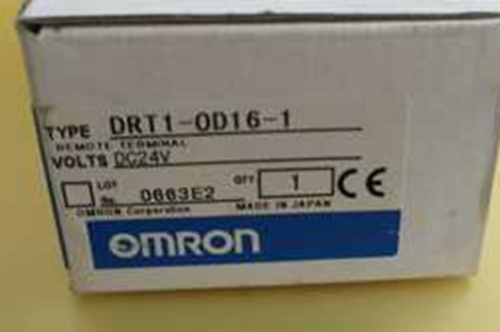 TYPE DRT1-OD16-1
REMOTE TERMINAL
VOLTS DC24V
LOT No. 0663E2 QTY 1 CE
OMRON Corporation MADE IN JAPAN
OMRON